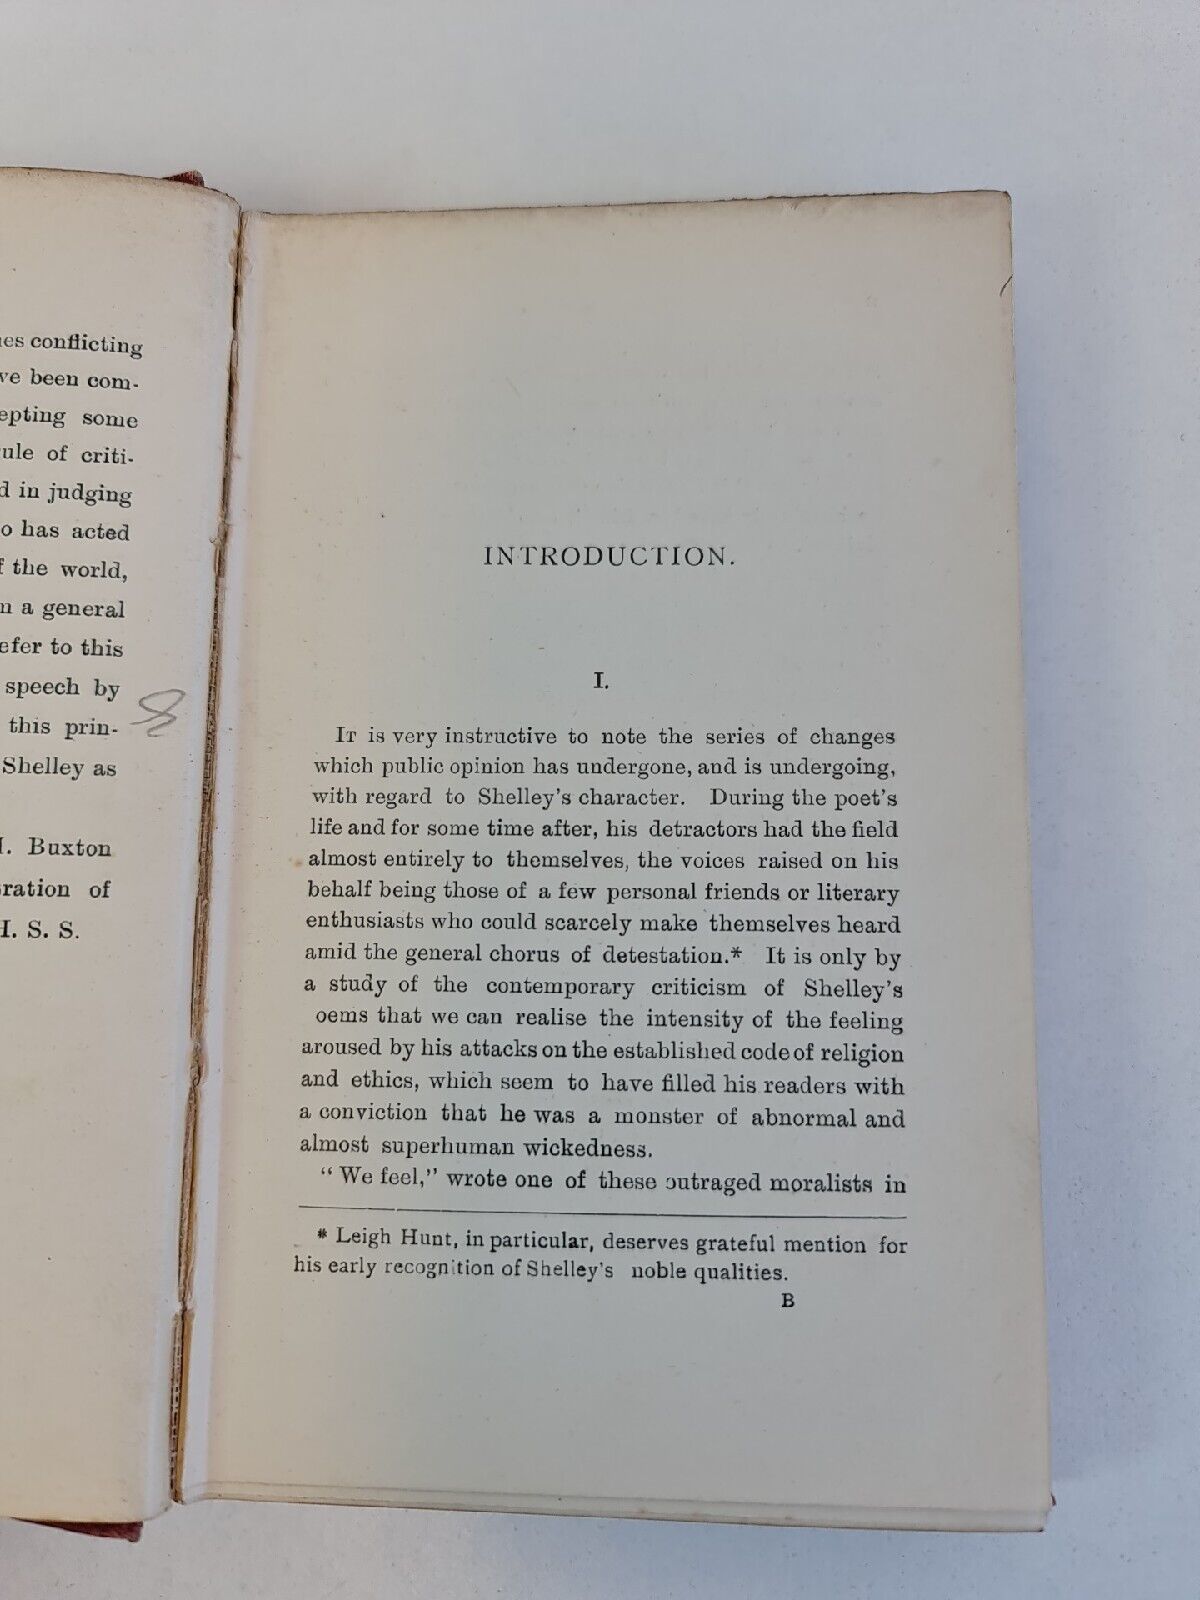 conflicting
been com-
some
of criti-
in judging
has acted
the world,
a general
to this
speech by
this prin-
Shelley as
Buxton
of
S. S.
INTRODUCTION.
I.
IT is very instructive to note the series of changes
which public opinion has undergone, and is undergoing,
with regard to Shelley's character. During the poet's
life and for some time after, his detractors had the field
almost entirely to themselves, the voices raised on his
behalf being those of a few personal friends or literary
enthusiasts who could scarcely make themselves heard
amid the general chorus of detestation.* It is only by
a study of the contemporary criticism of Shelley's
oems that we can realise the intensity of the feeling
aroused by his attacks on the established code of religion
and ethics, which seem to have filled his readers with
a conviction that he was a monster of abnormal and
almost superhuman wickedness.
"We feel," wrote one of these outraged moralists in
* Leigh Hunt, in particular, deserves grateful mention for
his early recognition of Shelley's noble qualities.
B